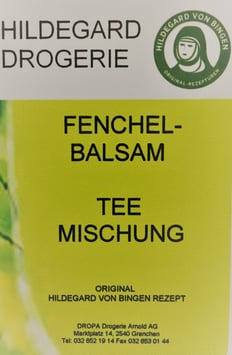 HILDEGARD
DROGERIE
HILDEGARD VON BINGEN
ORIGINAL-REZEPTUREN
FENCHEL-
BALSAM
TEE
MISCHUNG
ORIGINAL
HILDEGARD VON BINGEN REZEPT
DROPA Drogerie Arnold AG
Marktplatz 14, 2540 Grenchen
Tel: 032 652 19 14 Fax 032 653 01 44